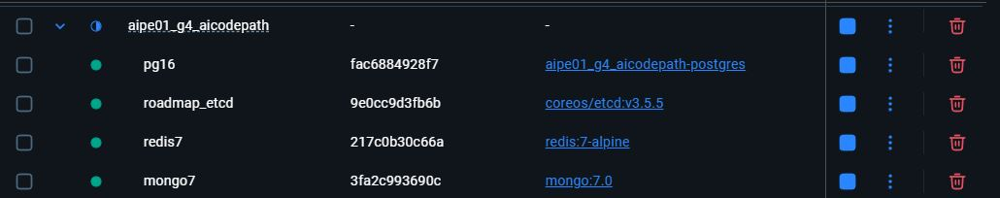 aipe01_g4_aicodepath - -
pg16 fac6884928f7 aipe01_g4_aicodepath-postgres
roadmap_etcd 9e0cc9d3fb6b coreos/etcd:v3.5.5
redis7 217c0b30c66a redis:7-alpine
mongo7 3fa2c993690c mongo:7.0